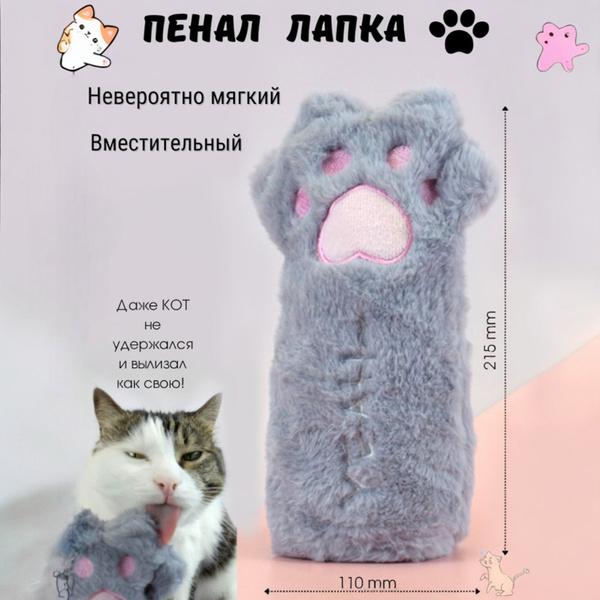 ПЕНАЛ ЛАПКА
Невероятно мягкий
Вместительный
Даже КОТ
не
удержался
и вылизал
как свою!
215 mm
110 mm